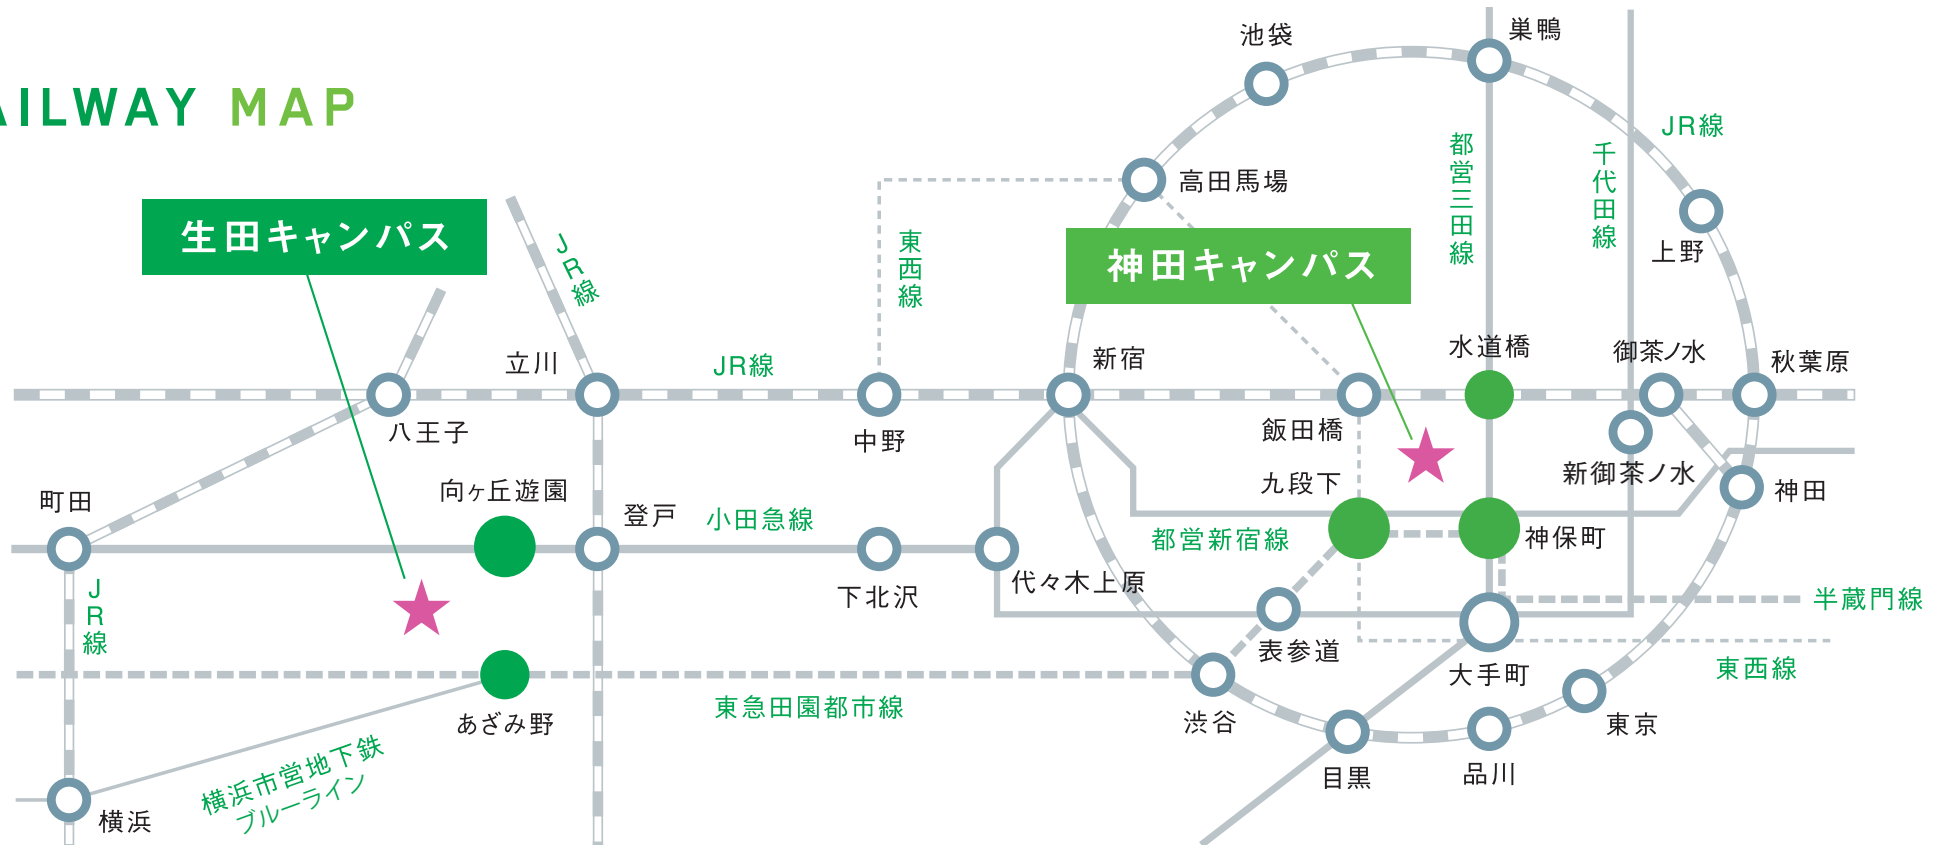 AILWAY MAP
生田キャンパス
神田キャンパス
池袋
巣鴨
JR線
高田馬場
都営三田線
千代田線
上野
東西線
JR線
立川
JR線
新宿
水道橋
御茶ノ水
秋葉原
八王子
中野
飯田橋
新御茶ノ水
九段下
神田
町田
向ヶ丘遊園
登戸
小田急線
都営新宿線
神保町
下北沢
代々木上原
半蔵門線
JR線
表参道
大手町
東西線
あざみ野
東急田園都市線
渋谷
東京
目黒
品川
横浜市営地下鉄
ブルーライン
横浜